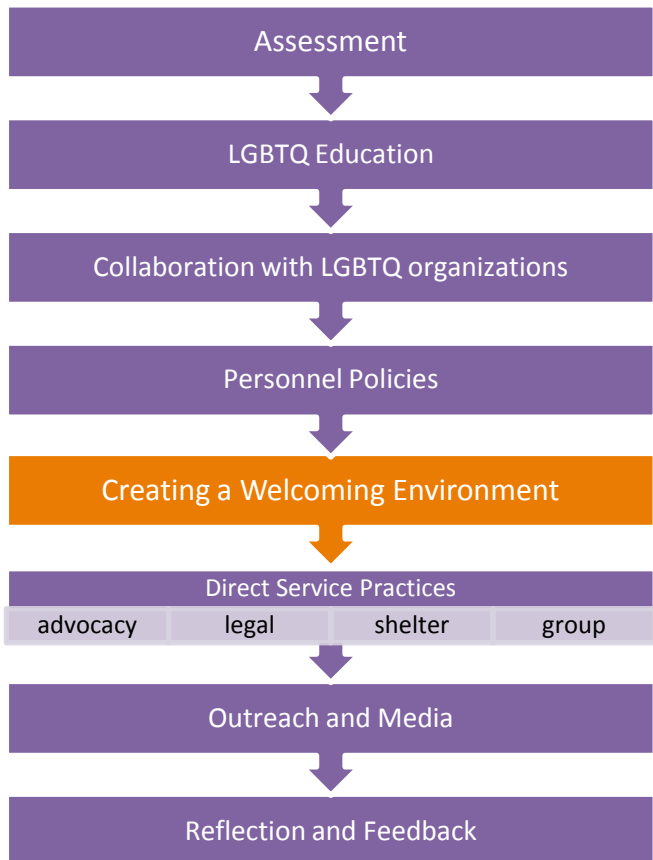 Assessment
LGBTQ Education
Collaboration with LGBTQ organizations
Personnel Policies
Creating a Welcoming Environment
Direct Service Practices
advocacy legal shelter group
Outreach and Media
Reflection and Feedback